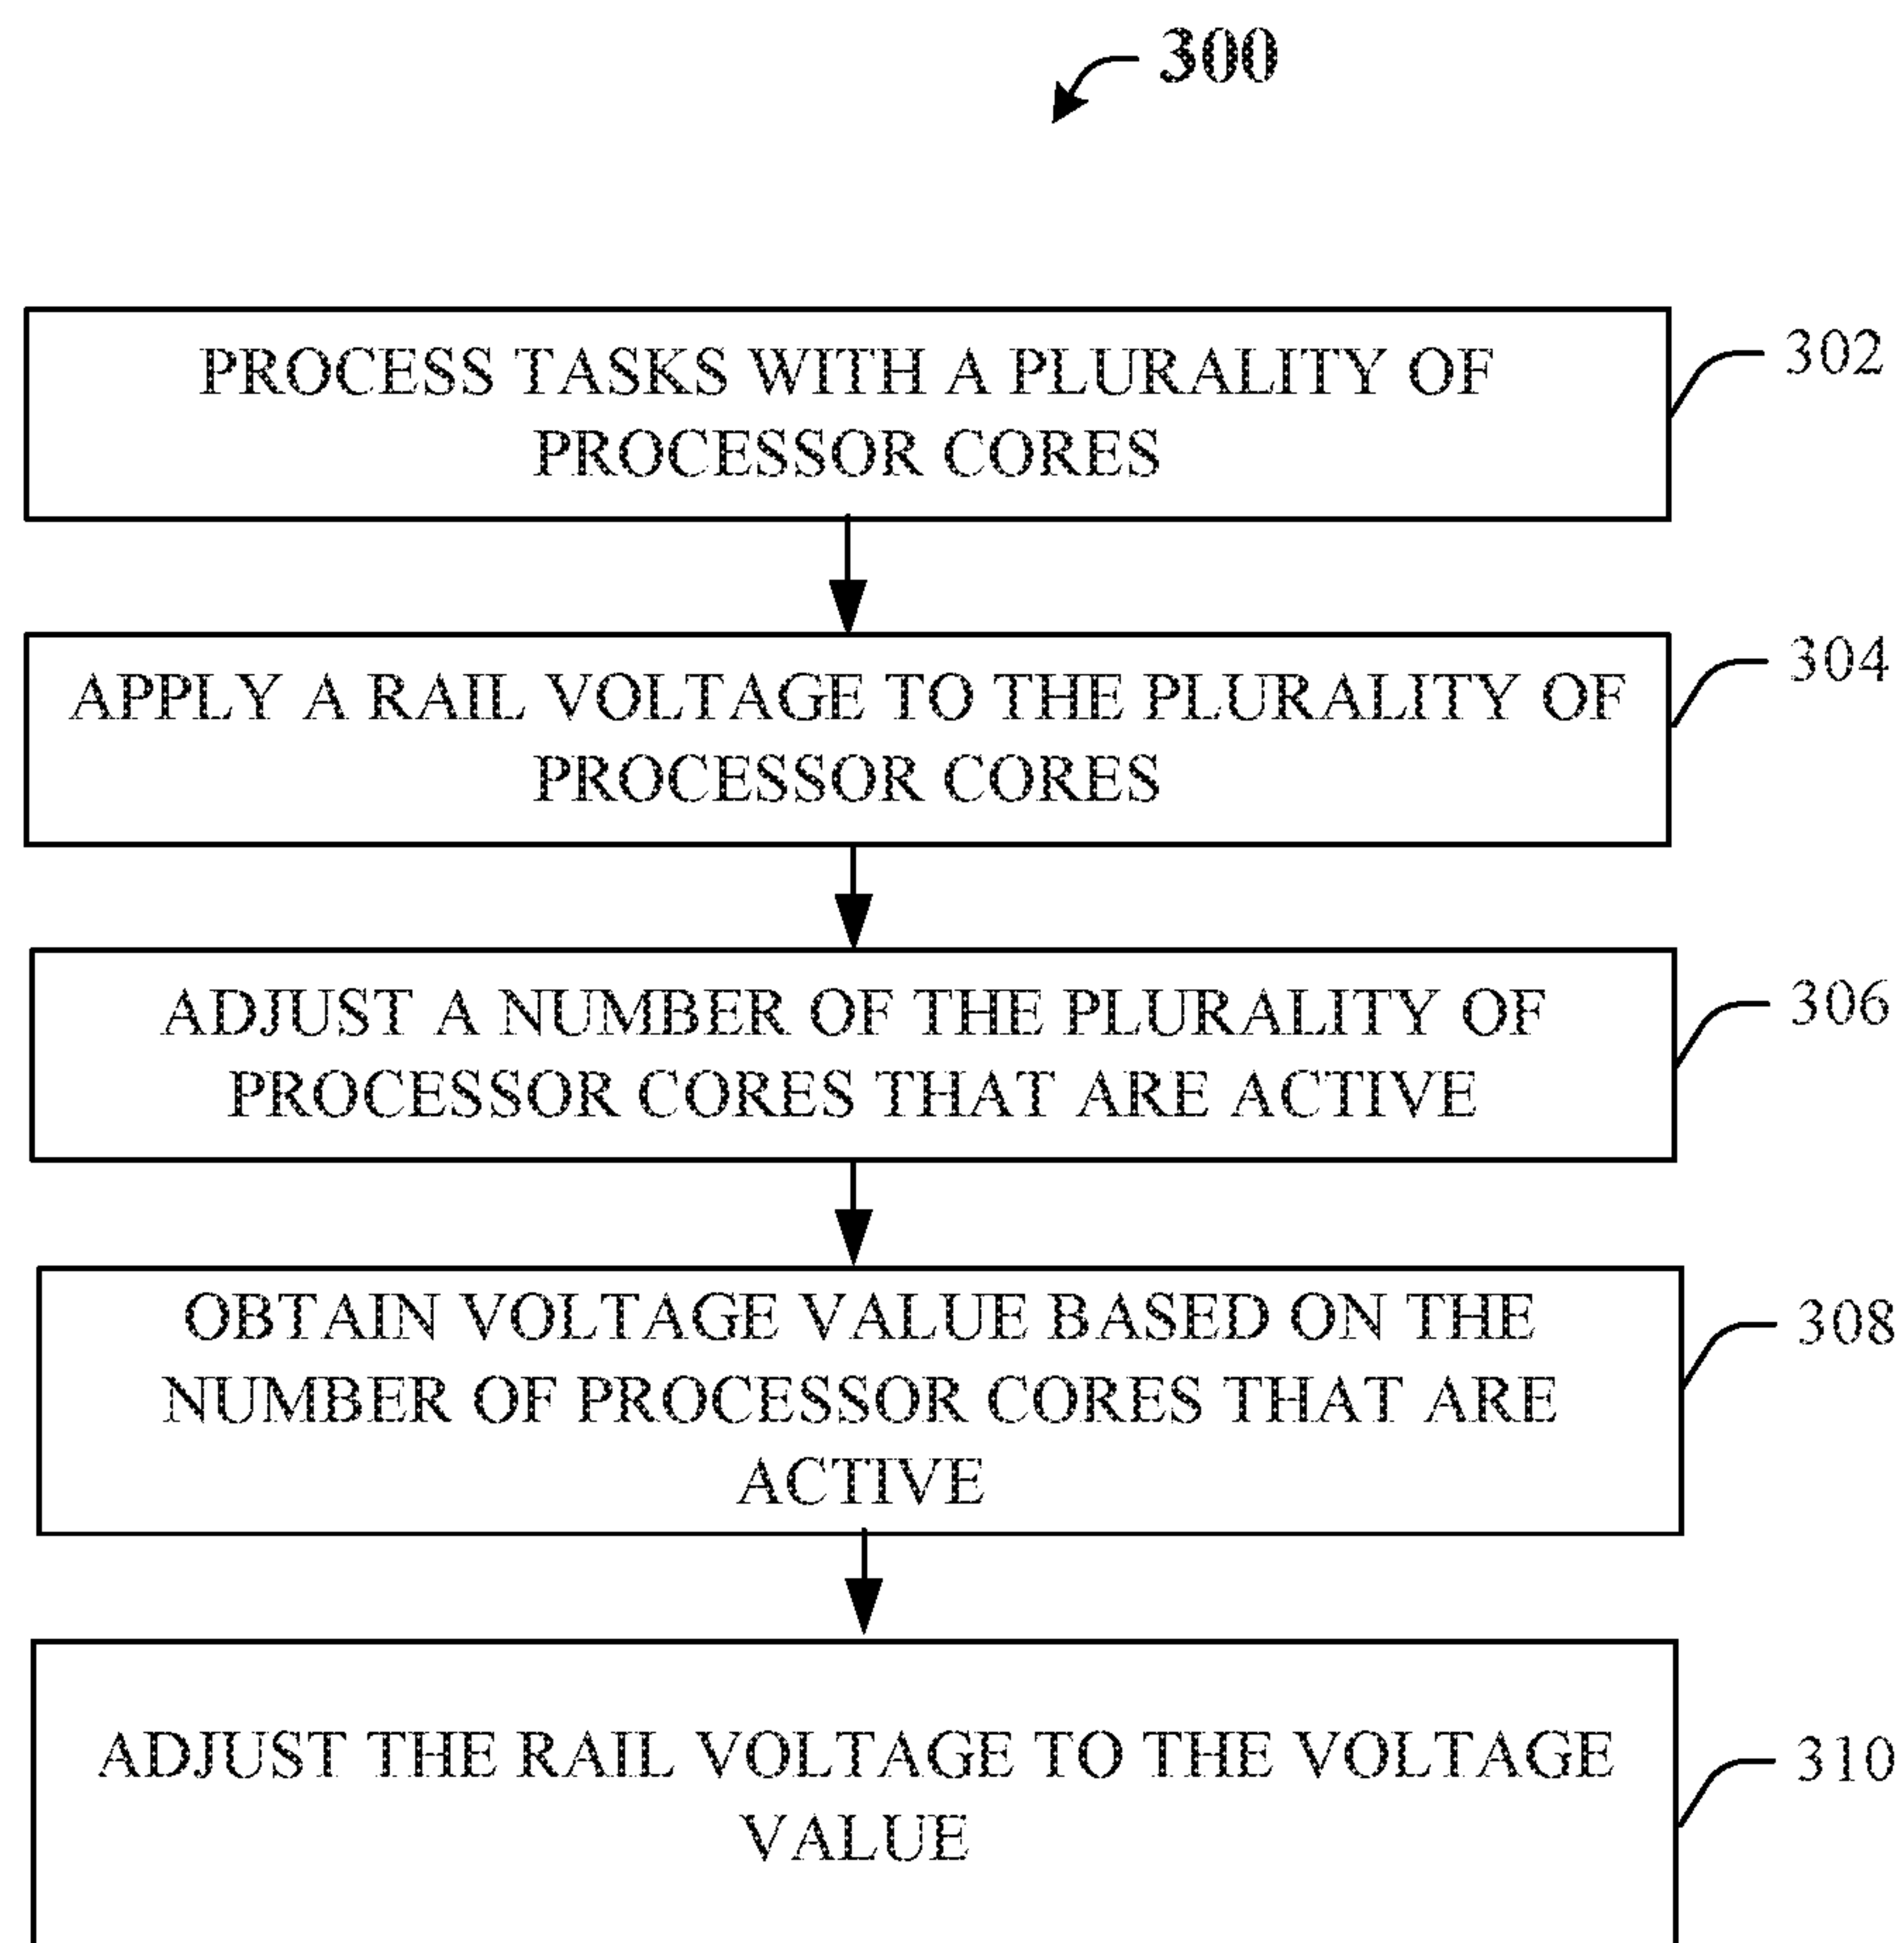 300
PROCESS TASKS WITH A PLURALITY OF
PROCESSOR CORES
302
APPLY A RAIL VOLTAGE TO THE PLURALITY OF
PROCESSOR CORES
304
ADJUST A NUMBER OF THE PLURALITY OF
PROCESSOR CORES THAT ARE ACTIVE
306
OBTAIN VOLTAGE VALUE BASED ON THE
NUMBER OF PROCESSOR CORES THAT ARE
ACTIVE
308
ADJUST THE RAIL VOLTAGE TO THE VOLTAGE
VALUE
310